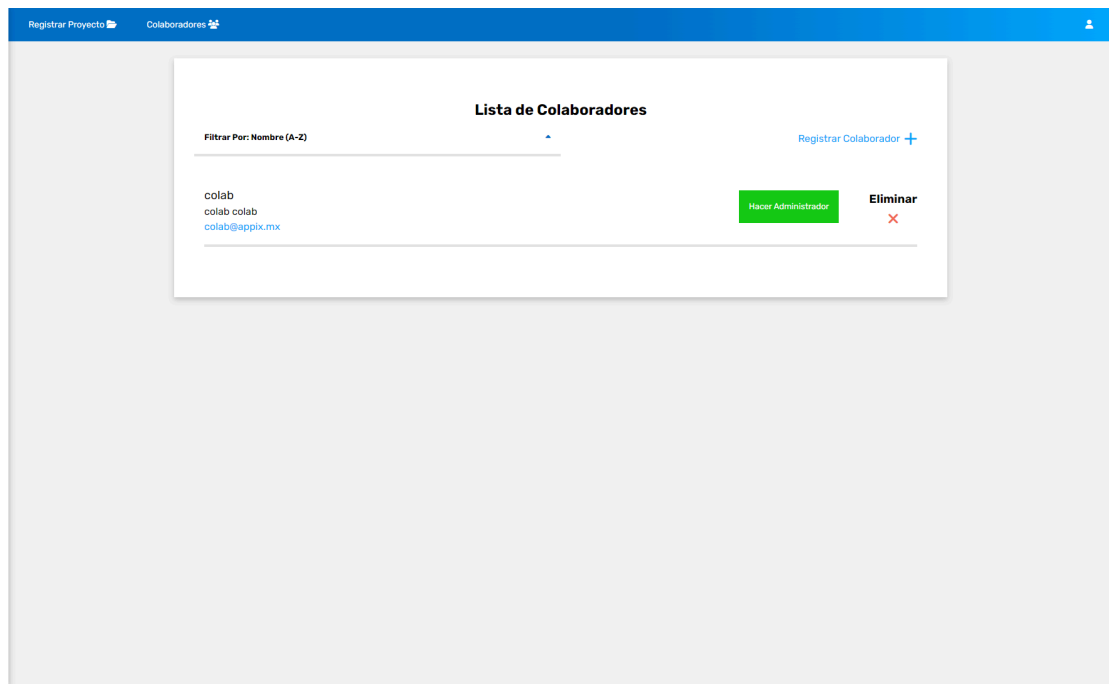 Registrar Proyecto Colaboradores
Lista de Colaboradores
Filtrar Por: Nombre (A-Z) Registrar Colaborador
colab
colab colab
colab@appix.mx
Hacer Administrador
Eliminar